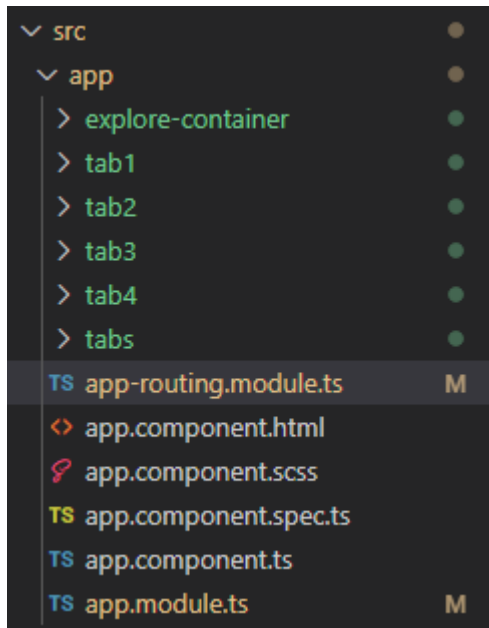 src
app
explore-container
tab1
tab2
tab3
tab4
tabs
TS app-routing.module.ts M
<> app.component.html
app.component.scss
TS app.component.spec.ts
TS app.component.ts
TS app.module.ts M